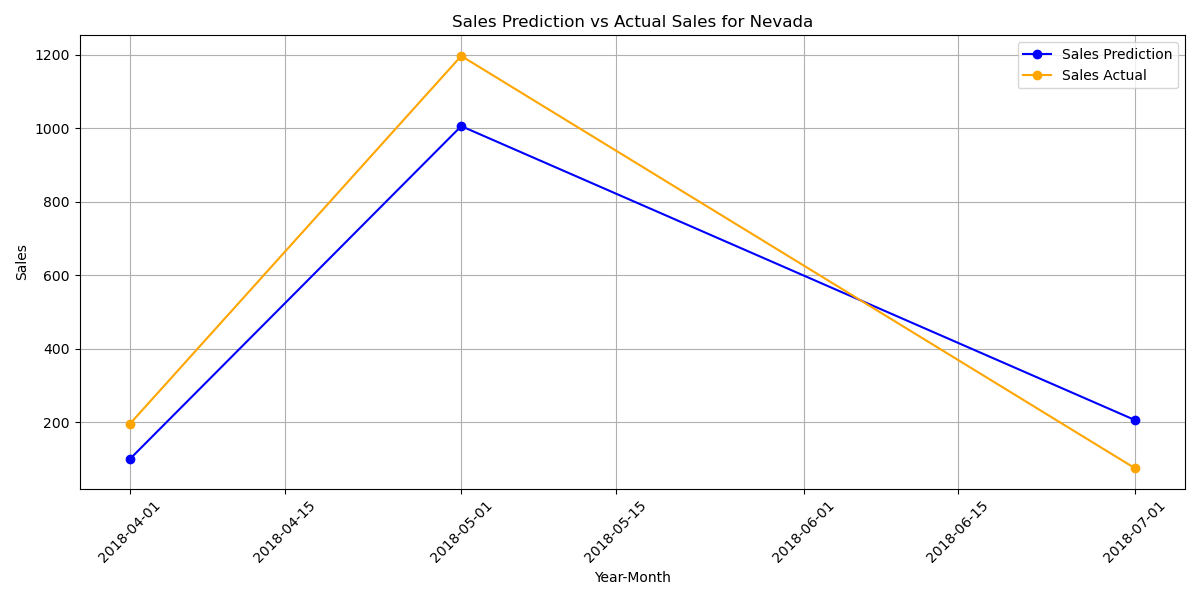 Sales Prediction vs Actual Sales for Nevada
Sales Prediction
Sales Actual
1200
1000
800
600
400
200
Sales
2018-04-01
2018-04-15
2018-05-01
2018-05-15
2018-06-01
2018-06-15
2018-07-01
Year-Month